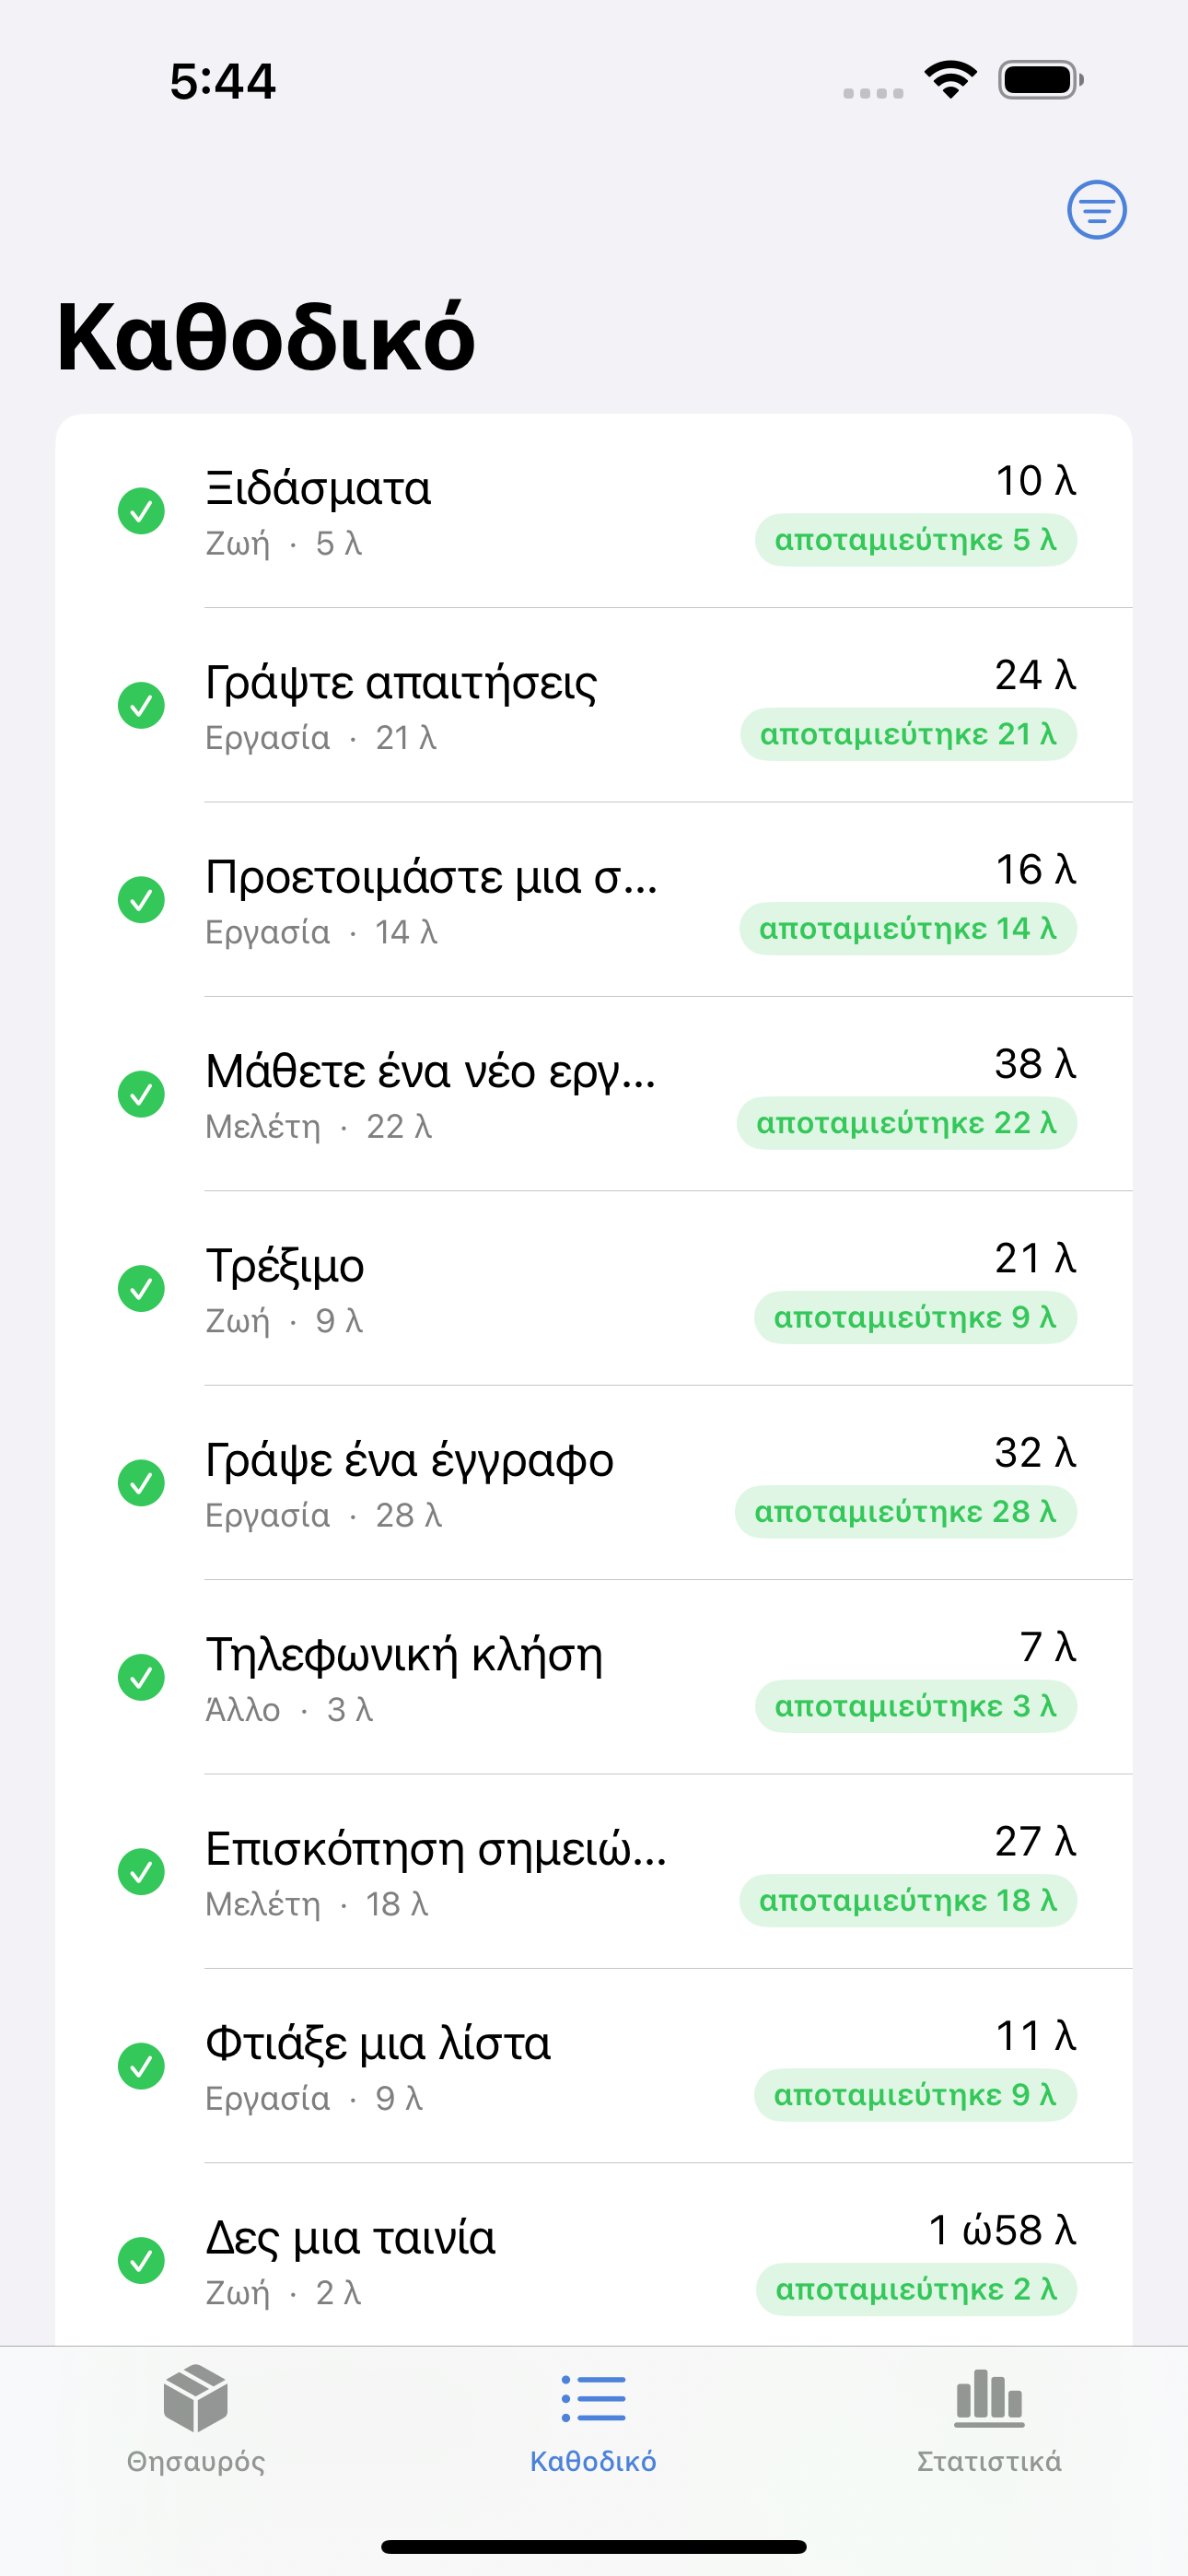 5:44
Καθοδικό
Ξιδάσματα
10 λ
Ζωή · 5 λ
αποταμιεύτηκε 5 λ
Γράψτε απαιτήσεις
24 λ
Εργασία · 21 λ
αποταμιεύτηκε 21 λ
Προετοιμάστε μια σ...
16 λ
Εργασία · 14 λ
αποταμιεύτηκε 14 λ
Μάθετε ένα νέο εργ...
38 λ
Μελέτη · 22 λ
αποταμιεύτηκε 22 λ
Τρέξιμο
21 λ
Ζωή · 9 λ
αποταμιεύτηκε 9 λ
Γράψε ένα έγγραφο
32 λ
Εργασία · 28 λ
αποταμιεύτηκε 28 λ
Τηλεφωνική κλήση
7 λ
Άλλο · 3 λ
αποταμιεύτηκε 3 λ
Επισκόπηση σημειώ...
27 λ
Μελέτη · 18 λ
αποταμιεύτηκε 18 λ
Φτιάξε μια λίστα
11 λ
Εργασία · 9 λ
αποταμιεύτηκε 9 λ
Δες μια ταινία
1 ώ58 λ
Ζωή · 2 λ
αποταμιεύτηκε 2 λ
Θησαυρός
Καθοδικό
Στατιστικά